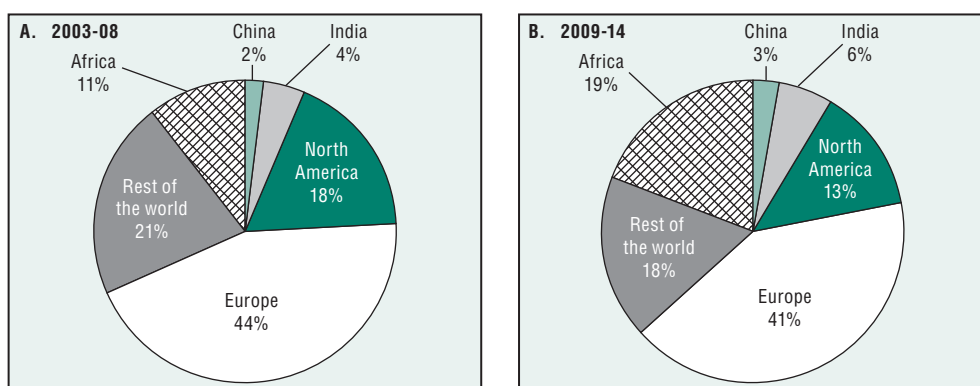 A. 2003-08
China
2%
India
4%
Africa
11%
North
America
18%
Rest of
the world
21%
Europe
44%
B. 2009-14
China
3%
India
6%
Africa
19%
North
America
13%
Rest of
the world
18%
Europe
41%